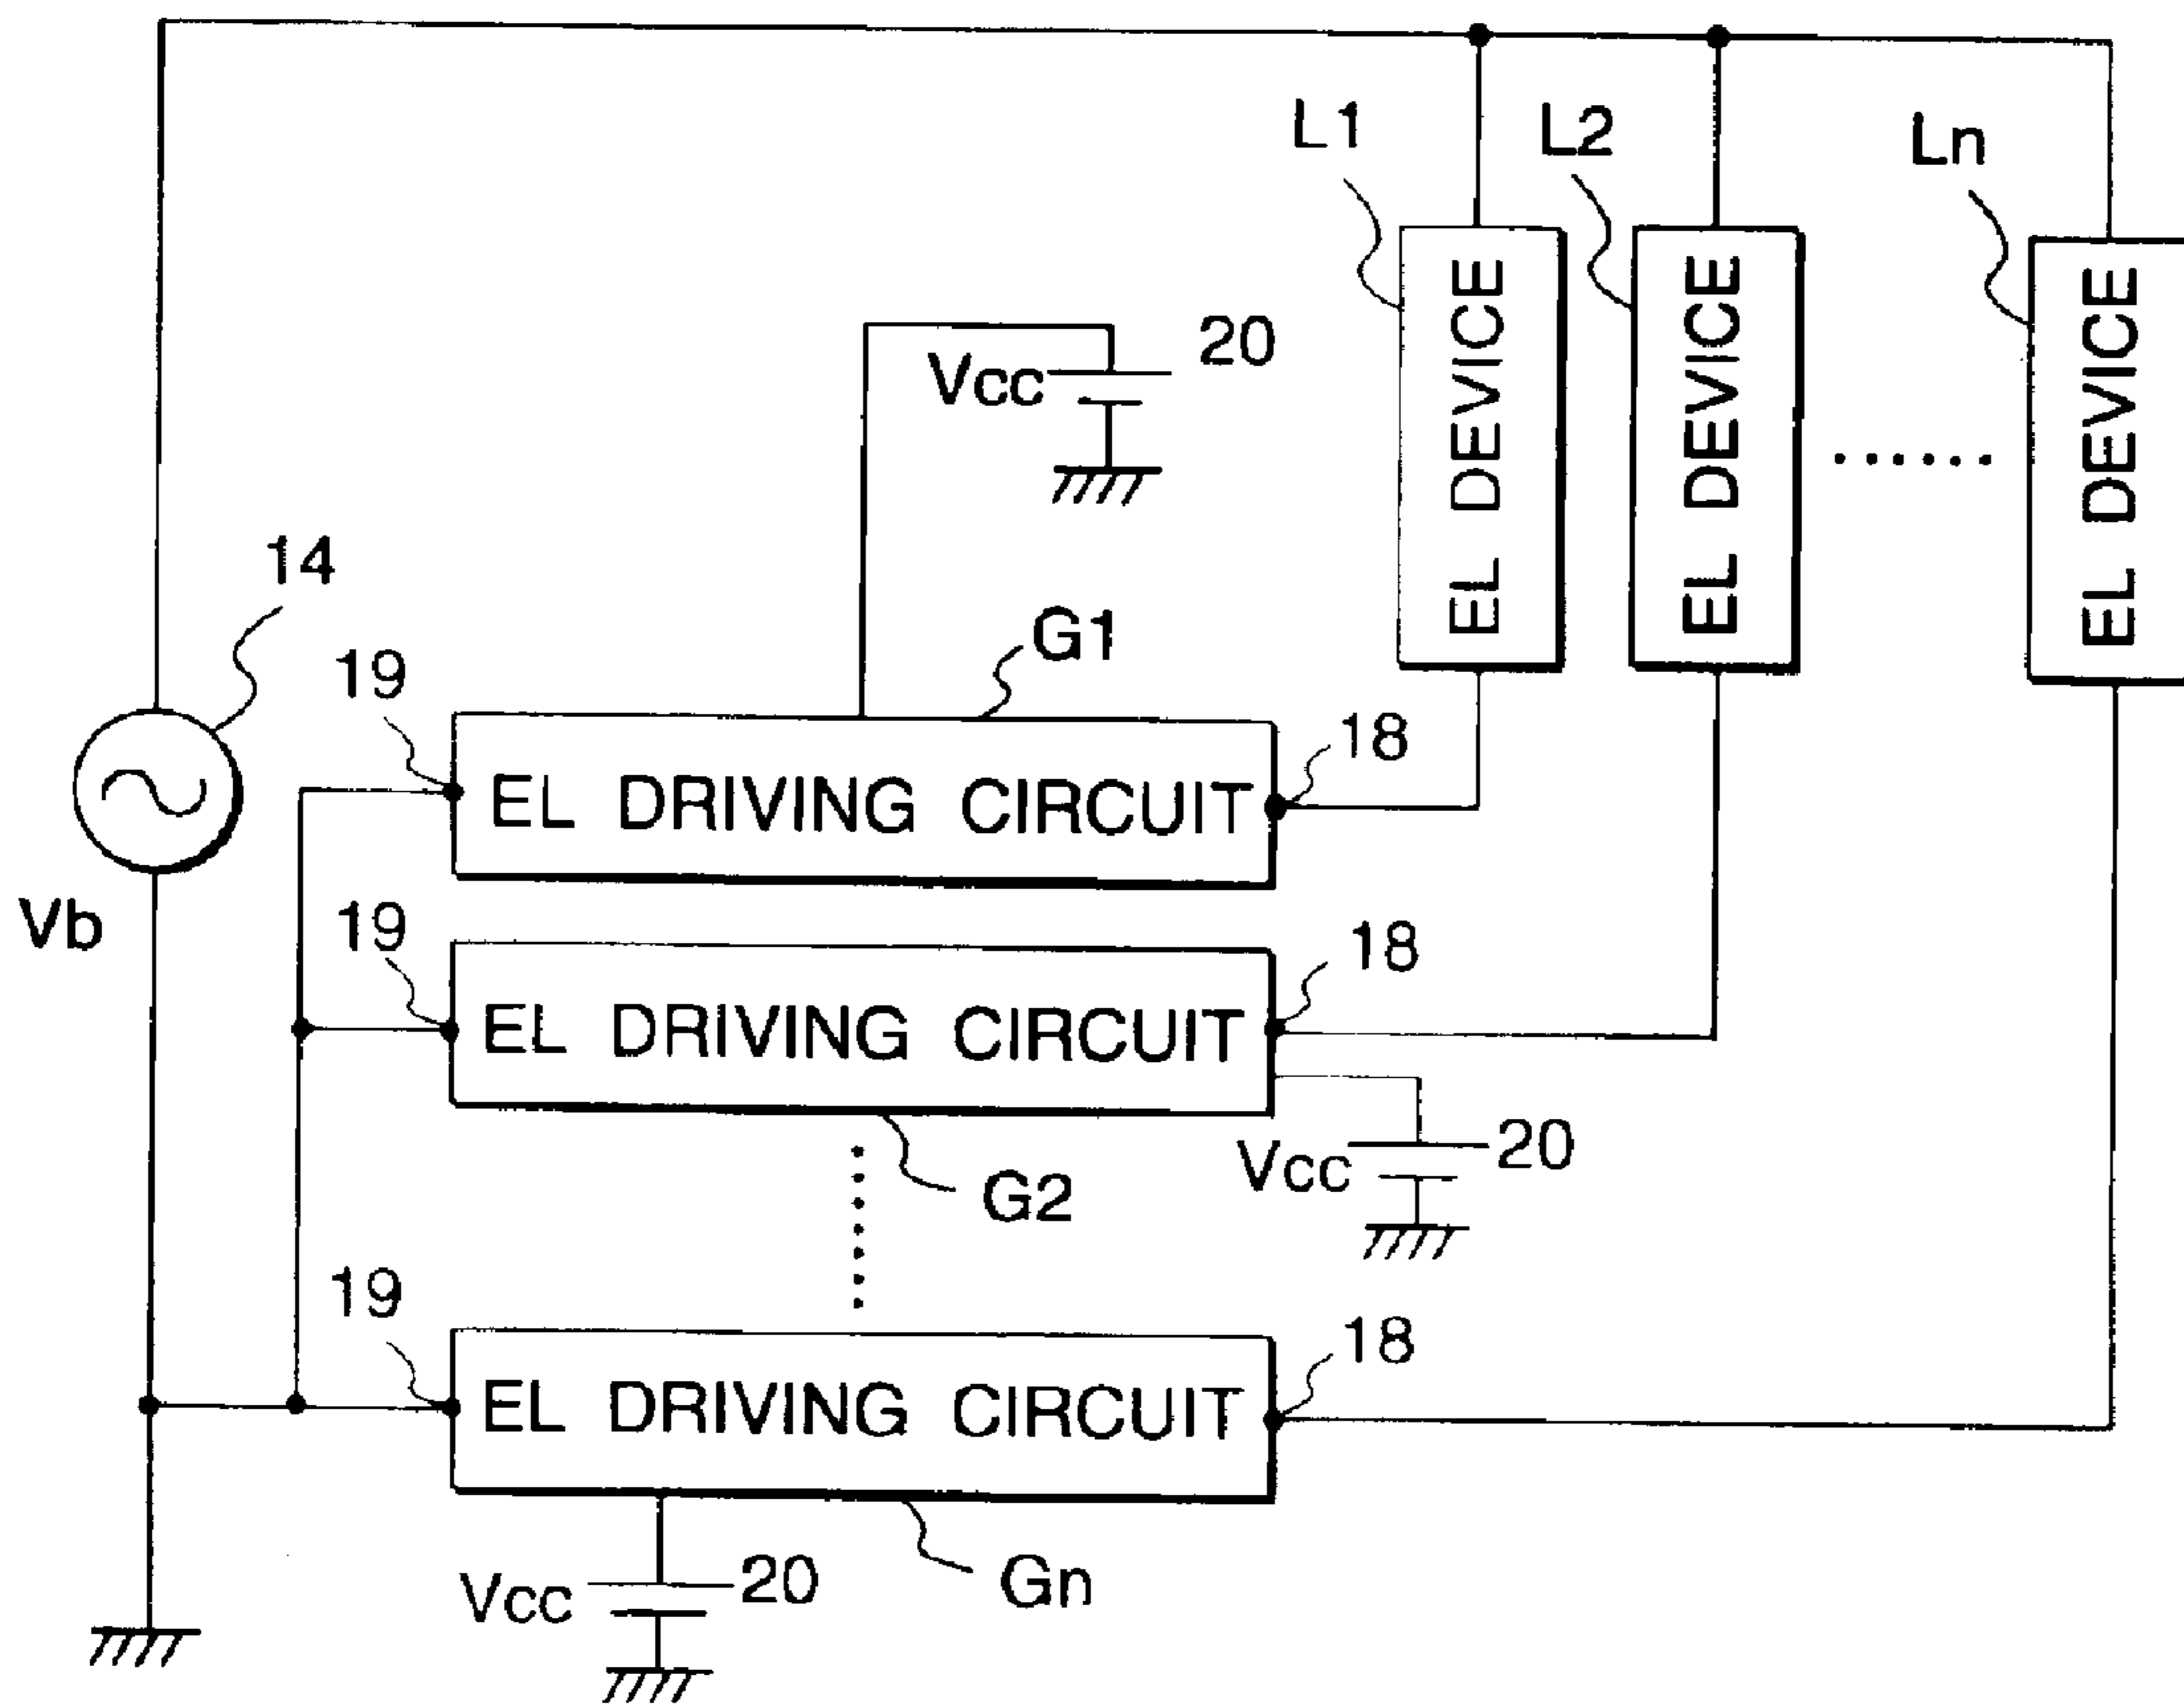 L1
L2
Ln
EL DEVICE
EL DEVICE
EL DEVICE
20
Vcc
14
G1
19
18
EL DRIVING CIRCUIT
Vb
19
18
EL DRIVING CIRCUIT
20
Vcc
G2
19
18
EL DRIVING CIRCUIT
Vcc
20
Gn